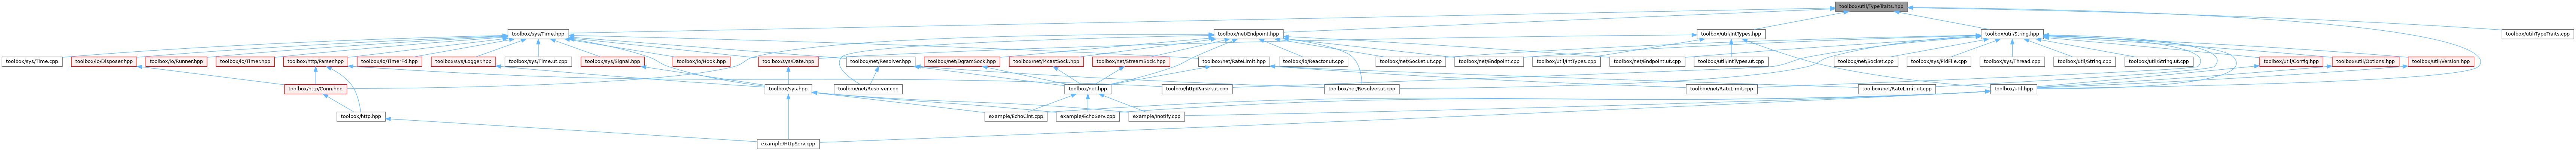 toolbox/util/TypeTraits.hpp
toolbox/sys/Time.hpp
toolbox/net/Endpoint.hpp
toolbox/util/IntTypes.hpp
toolbox/util/String.hpp
toolbox/util/TypeTraits.cpp
toolbox/sys/Time.cpp
toolbox/io/Disposer.hpp
toolbox/io/Runner.hpp
toolbox/io/Timer.hpp
toolbox/http/Parser.hpp
toolbox/io/TimerFd.hpp
toolbox/sys/Logger.hpp
toolbox/sys/Time.ut.cpp
toolbox/sys/Signal.hpp
toolbox/io/Hook.hpp
toolbox/sys/Date.hpp
toolbox/net/Resolver.hpp
toolbox/net/DgramSock.hpp
toolbox/net/McastSock.hpp
toolbox/net/StreamSock.hpp
toolbox/net/RateLimit.hpp
toolbox/io/Reactor.ut.cpp
toolbox/net/Socket.ut.cpp
toolbox/net/Endpoint.cpp
toolbox/util/IntTypes.cpp
toolbox/net/Endpoint.ut.cpp
toolbox/util/IntTypes.ut.cpp
toolbox/net/Socket.cpp
toolbox/sys/PidFile.cpp
toolbox/sys/Thread.cpp
toolbox/util/String.cpp
toolbox/util/String.ut.cpp
toolbox/util/Config.hpp
toolbox/util/Options.hpp
toolbox/util/Version.hpp
toolbox/http/Conn.hpp
toolbox/sys.hpp
toolbox/net/Resolver.cpp
toolbox/net.hpp
toolbox/http/Parser.ut.cpp
toolbox/net/Resolver.ut.cpp
toolbox/net/RateLimit.cpp
toolbox/net/RateLimit.ut.cpp
toolbox/util.hpp
toolbox/http.hpp
example/EchoClnt.cpp
example/EchoServ.cpp
example/Inotify.cpp
example/HttpServ.cpp